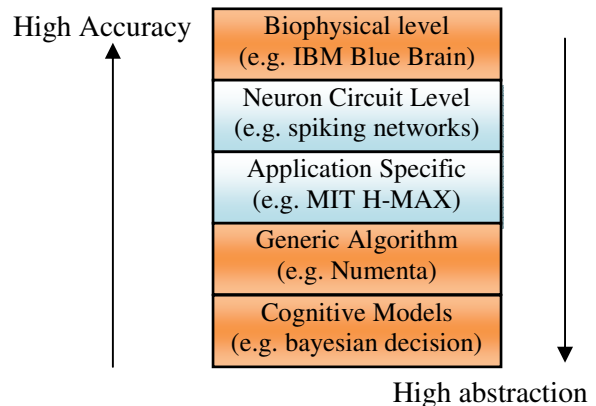 High Accuracy
Biophysical level
(e.g. IBM Blue Brain)
Neuron Circuit Level
(e.g. spiking networks)
Application Specific
(e.g. MIT H-MAX)
Generic Algorithm
(e.g. Numenta)
Cognitive Models
(e.g. bayesian decision)
High abstraction